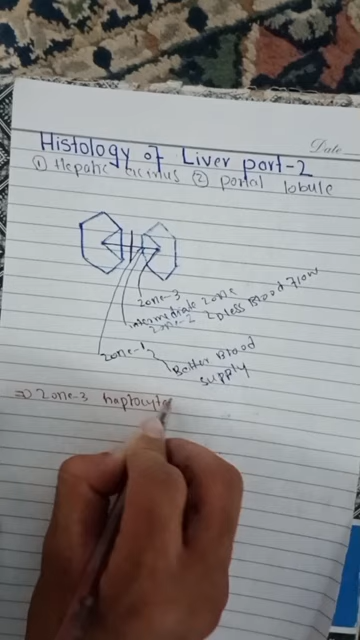 Histology of Liver part-2
Date
① Hepatic acinus ② portal lobule
zone-3
intermediate zone
zone-2 less Blood flow
zone-1
Better Blood
supply
⇒ zone-3 haptocyte